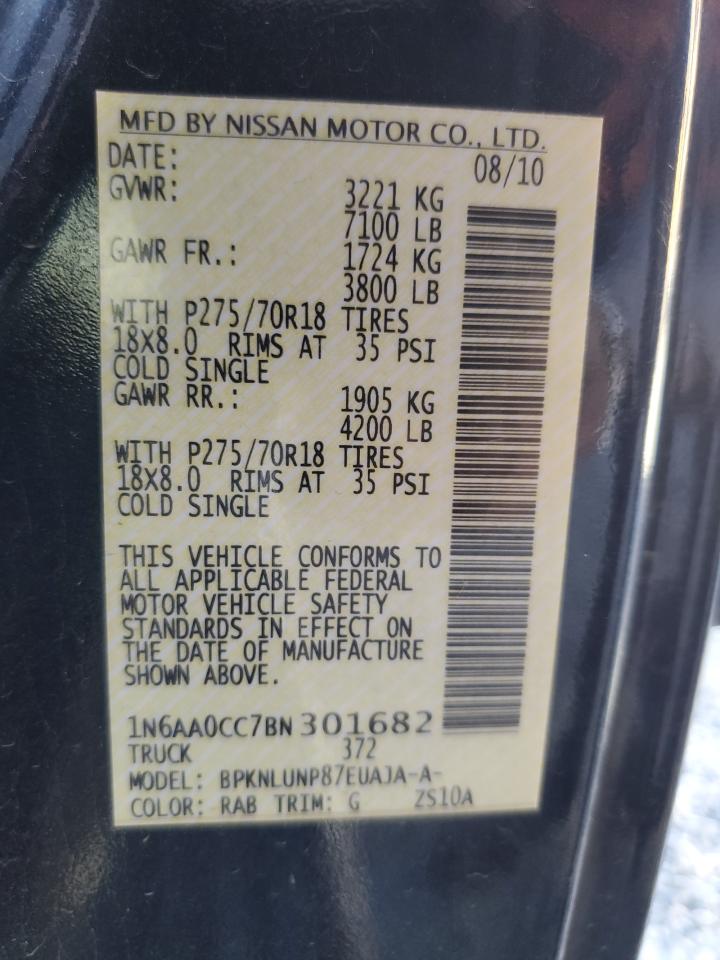 MFD BY NISSAN MOTOR CO., LTD.
DATE: 08/10
GVWR: 3221 KG
7100 LB
GAWR FR.: 1724 KG
3800 LB
WITH P275/70R18 TIRES
18X8.0 RIMS AT 35 PSI
COLD SINGLE
GAWR RR.: 1905 KG
4200 LB
WITH P275/70R18 TIRES
18X8.0 RIMS AT 35 PSI
COLD SINGLE
THIS VEHICLE CONFORMS TO
ALL APPLICABLE FEDERAL
MOTOR VEHICLE SAFETY
STANDARDS IN EFFECT ON
THE DATE OF MANUFACTURE
SHOWN ABOVE.
1N6AA0CC7BN301682
TRUCK 372
MODEL: BPKNLUNP87EUAJA-A-
COLOR: RAB TRIM: G ZS10A